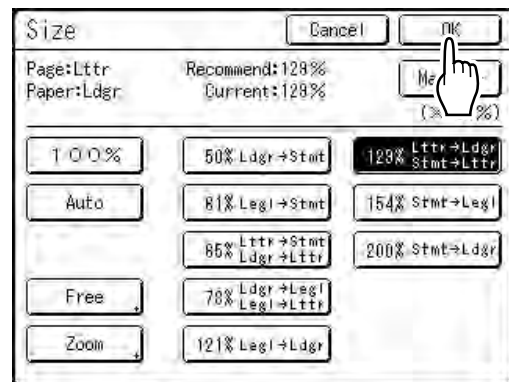 Size
Cancel
OK
Page:Lttr
Paper:Ldgr
Recommend:129%
Current:129%
100%
50% Ldgr→Stmt
129% Lttr→Ldgr
Stmt→Lttr
Auto
61% Legl→Stmt
154% Stmt→Legl
65% Lttr→Stmt
Ldgr→Lttr
200% Stmt→Ldgr
Free
78% Ldgr→Legl
Legl→Lttr
Zoom
121% Legl→Ldgr